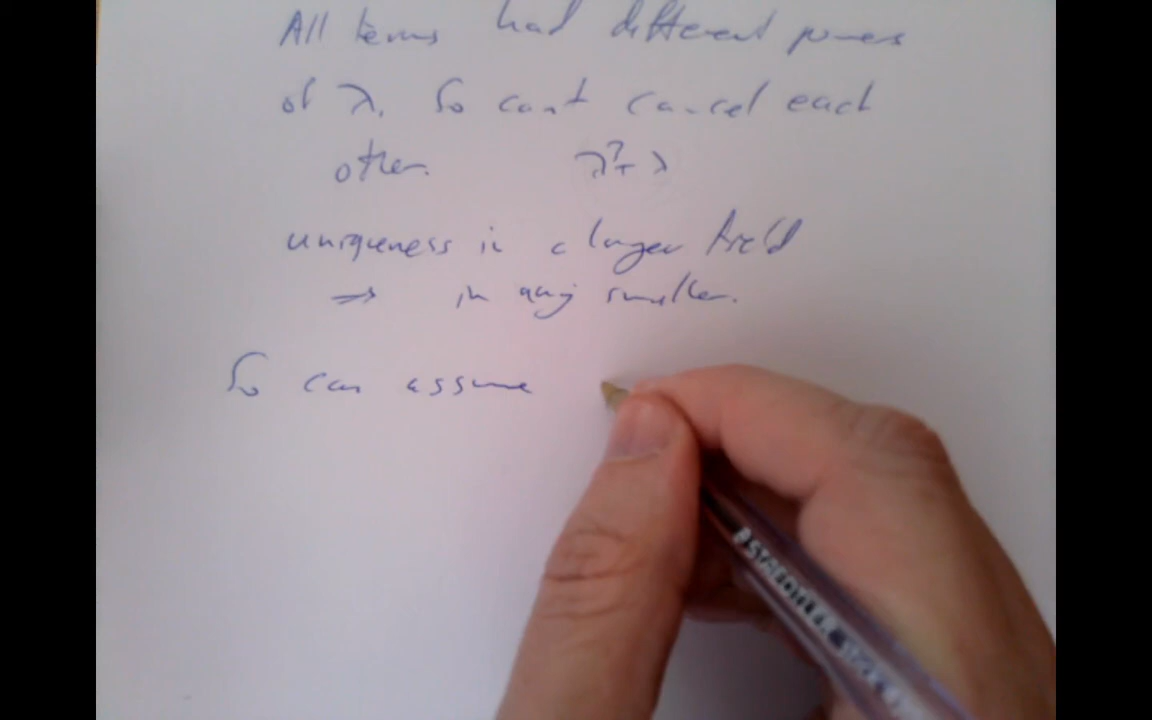 All terms had different powers
of λ. So can't cancel each
other. λ² + λ
uniqueness in a larger field
⇒ in any smaller.
So can assume